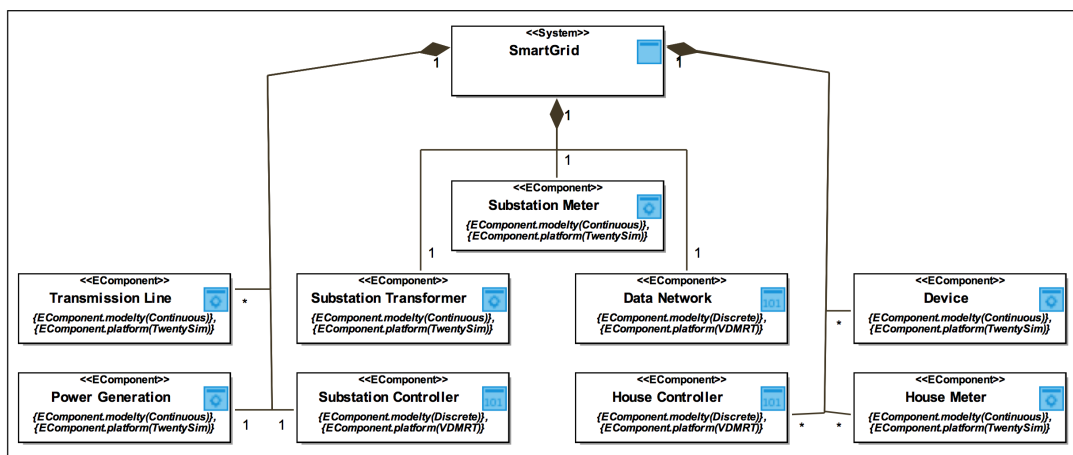 <<System>>
SmartGrid
1
1
1
1
<<EComponent>>
Substation Meter
{EComponent.modelty(Continuous)},
{EComponent.platform(TwentySim)}
1
1
<<EComponent>>
Transmission Line
{EComponent.modelty(Continuous)},
{EComponent.platform(TwentySim)}
*
<<EComponent>>
Substation Transformer
{EComponent.modelty(Continuous)},
{EComponent.platform(TwentySim)}
<<EComponent>>
Data Network
101
{EComponent.modelty(Discrete)},
{EComponent.platform(VDMRT)}
<<EComponent>>
Device
{EComponent.modelty(Continuous)},
{EComponent.platform(TwentySim)}
*
<<EComponent>>
Power Generation
{EComponent.modelty(Continuous)},
{EComponent.platform(TwentySim)}
1
1
<<EComponent>>
Substation Controller
101
{EComponent.modelty(Discrete)},
{EComponent.platform(VDMRT)}
<<EComponent>>
House Controller
101
{EComponent.modelty(Discrete)},
{EComponent.platform(VDMRT)}
*
*
<<EComponent>>
House Meter
{EComponent.modelty(Continuous)},
{EComponent.platform(TwentySim)}